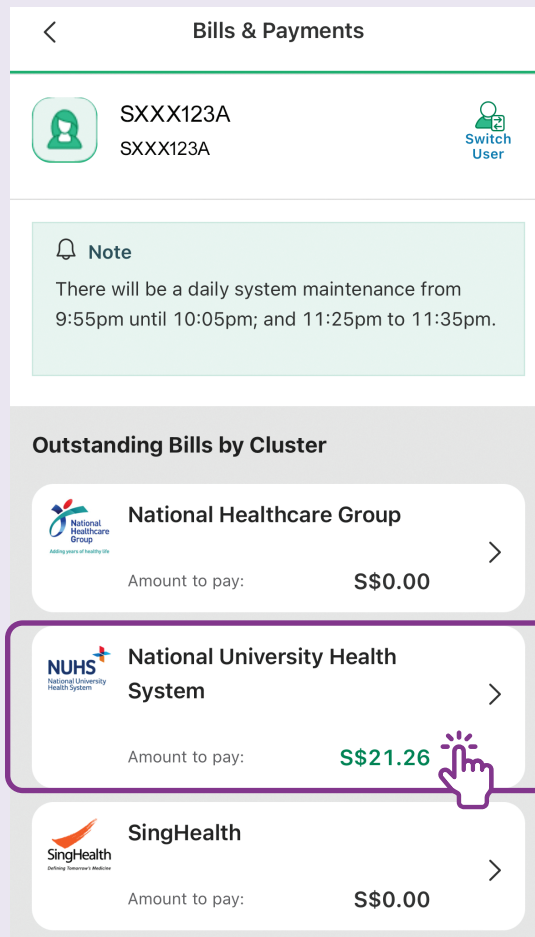 Bills & Payments
SXXX123A
SXXX123A
Switch
User
Note
There will be a daily system maintenance from
9:55pm until 10:05pm; and 11:25pm to 11:35pm.
Outstanding Bills by Cluster
National
Healthcare
Group
Adding years of healthy life
National Healthcare Group
Amount to pay:
S$0.00
NUHS
National University
Health System
National University Health
System
Amount to pay:
S$21.26
SingHealth
Defining Tomorrow's Medicine
SingHealth
Amount to pay:
S$0.00